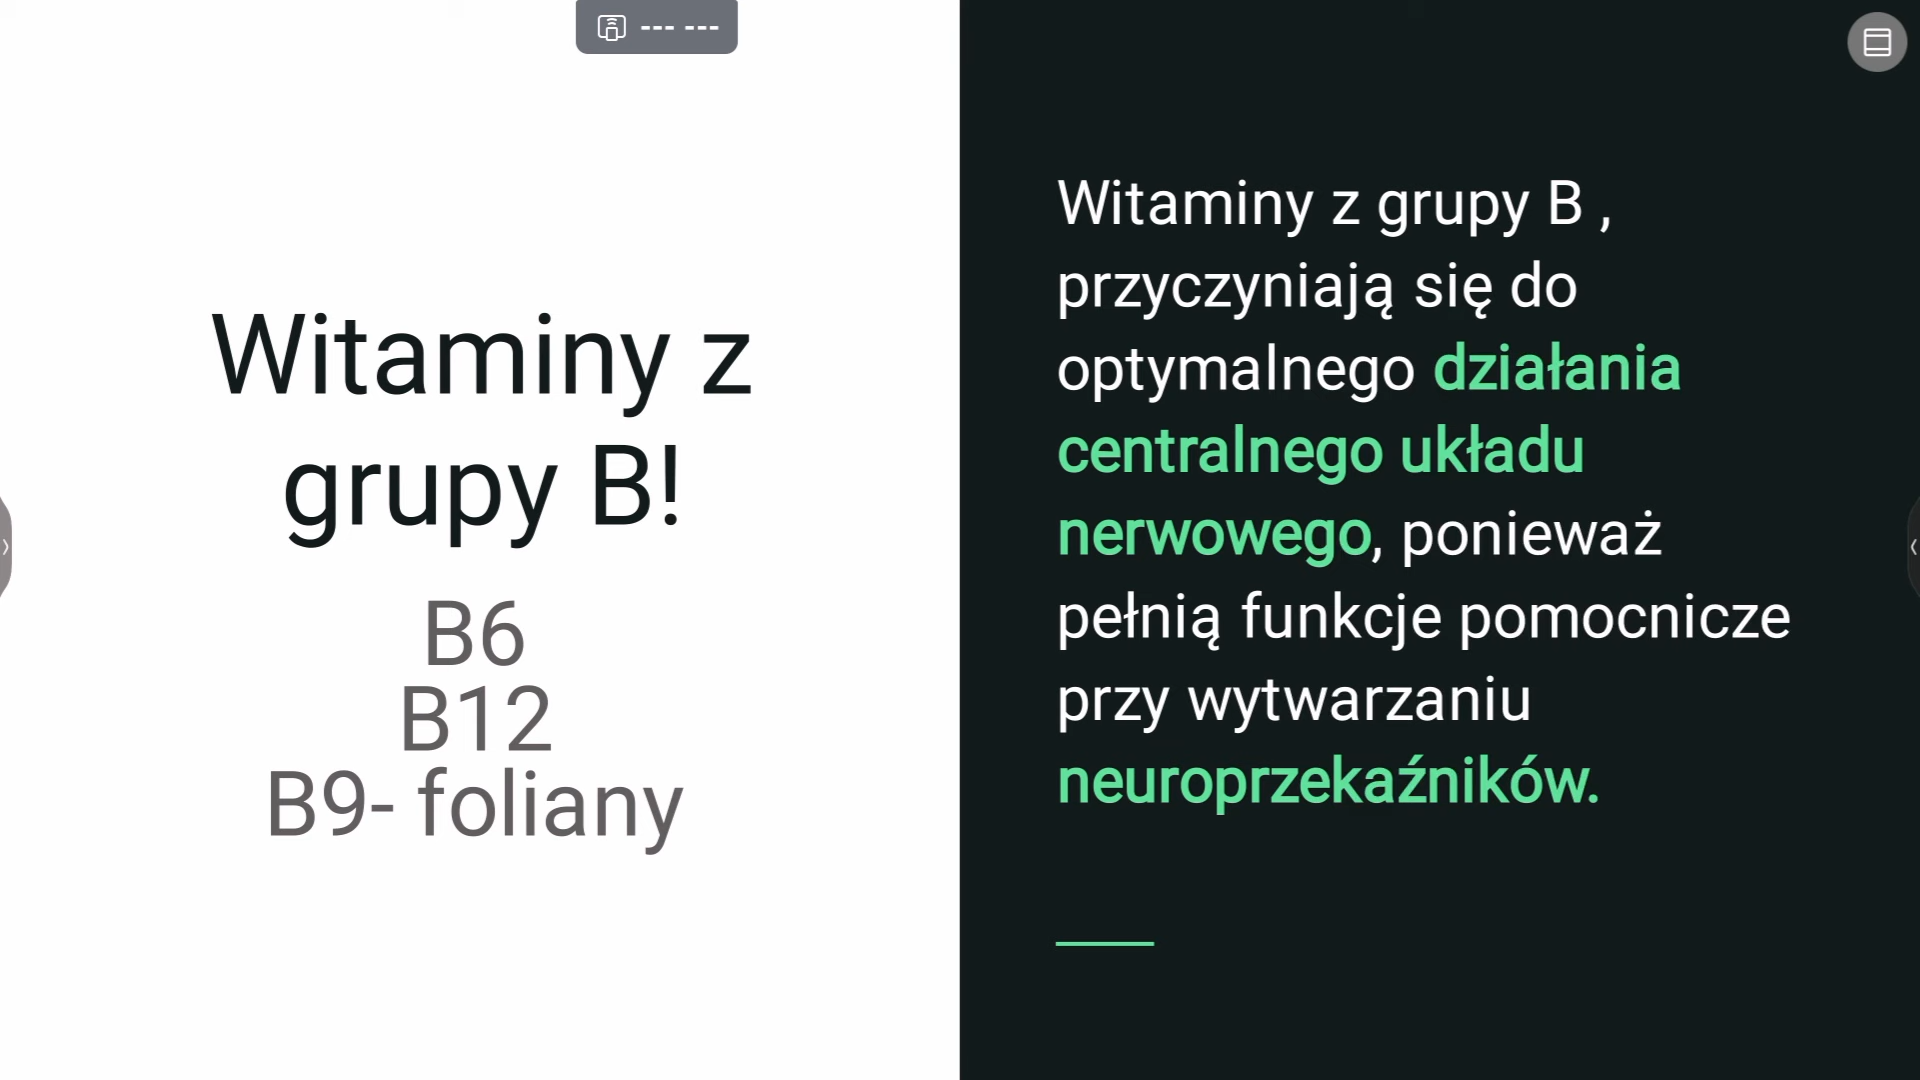 --- ---
Witaminy z
grupy B!
B6
B12
B9- foliany
Witaminy z grupy B ,
przyczyniają się do
optymalnego działania
centralnego układu
nerwowego, ponieważ
pełnią funkcje pomocnicze
przy wytwarzaniu
neuroprzekaźników.